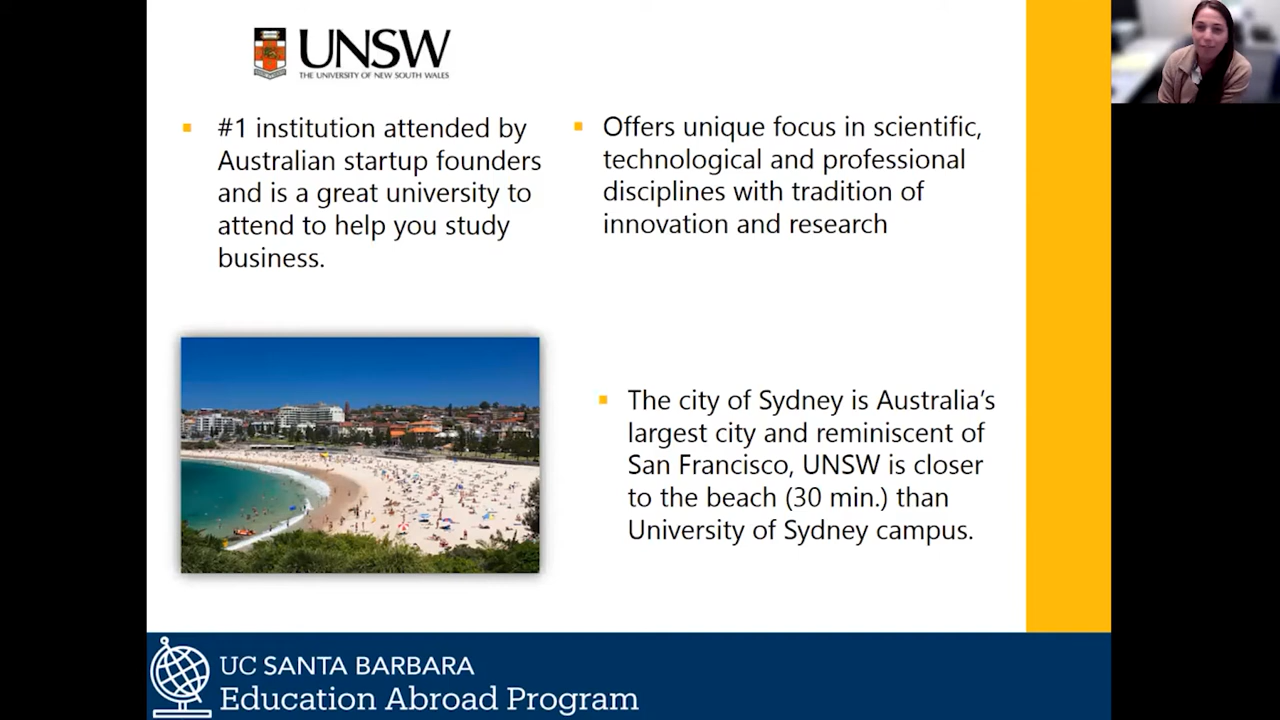 UNSW
THE UNIVERSITY OF NEW SOUTH WALES
#1 institution attended by
Australian startup founders
and is a great university to
attend to help you study
business.
Offers unique focus in scientific,
technological and professional
disciplines with tradition of
innovation and research
The city of Sydney is Australia's
largest city and reminiscent of
San Francisco, UNSW is closer
to the beach (30 min.) than
University of Sydney campus.
UC SANTA BARBARA
Education Abroad Program